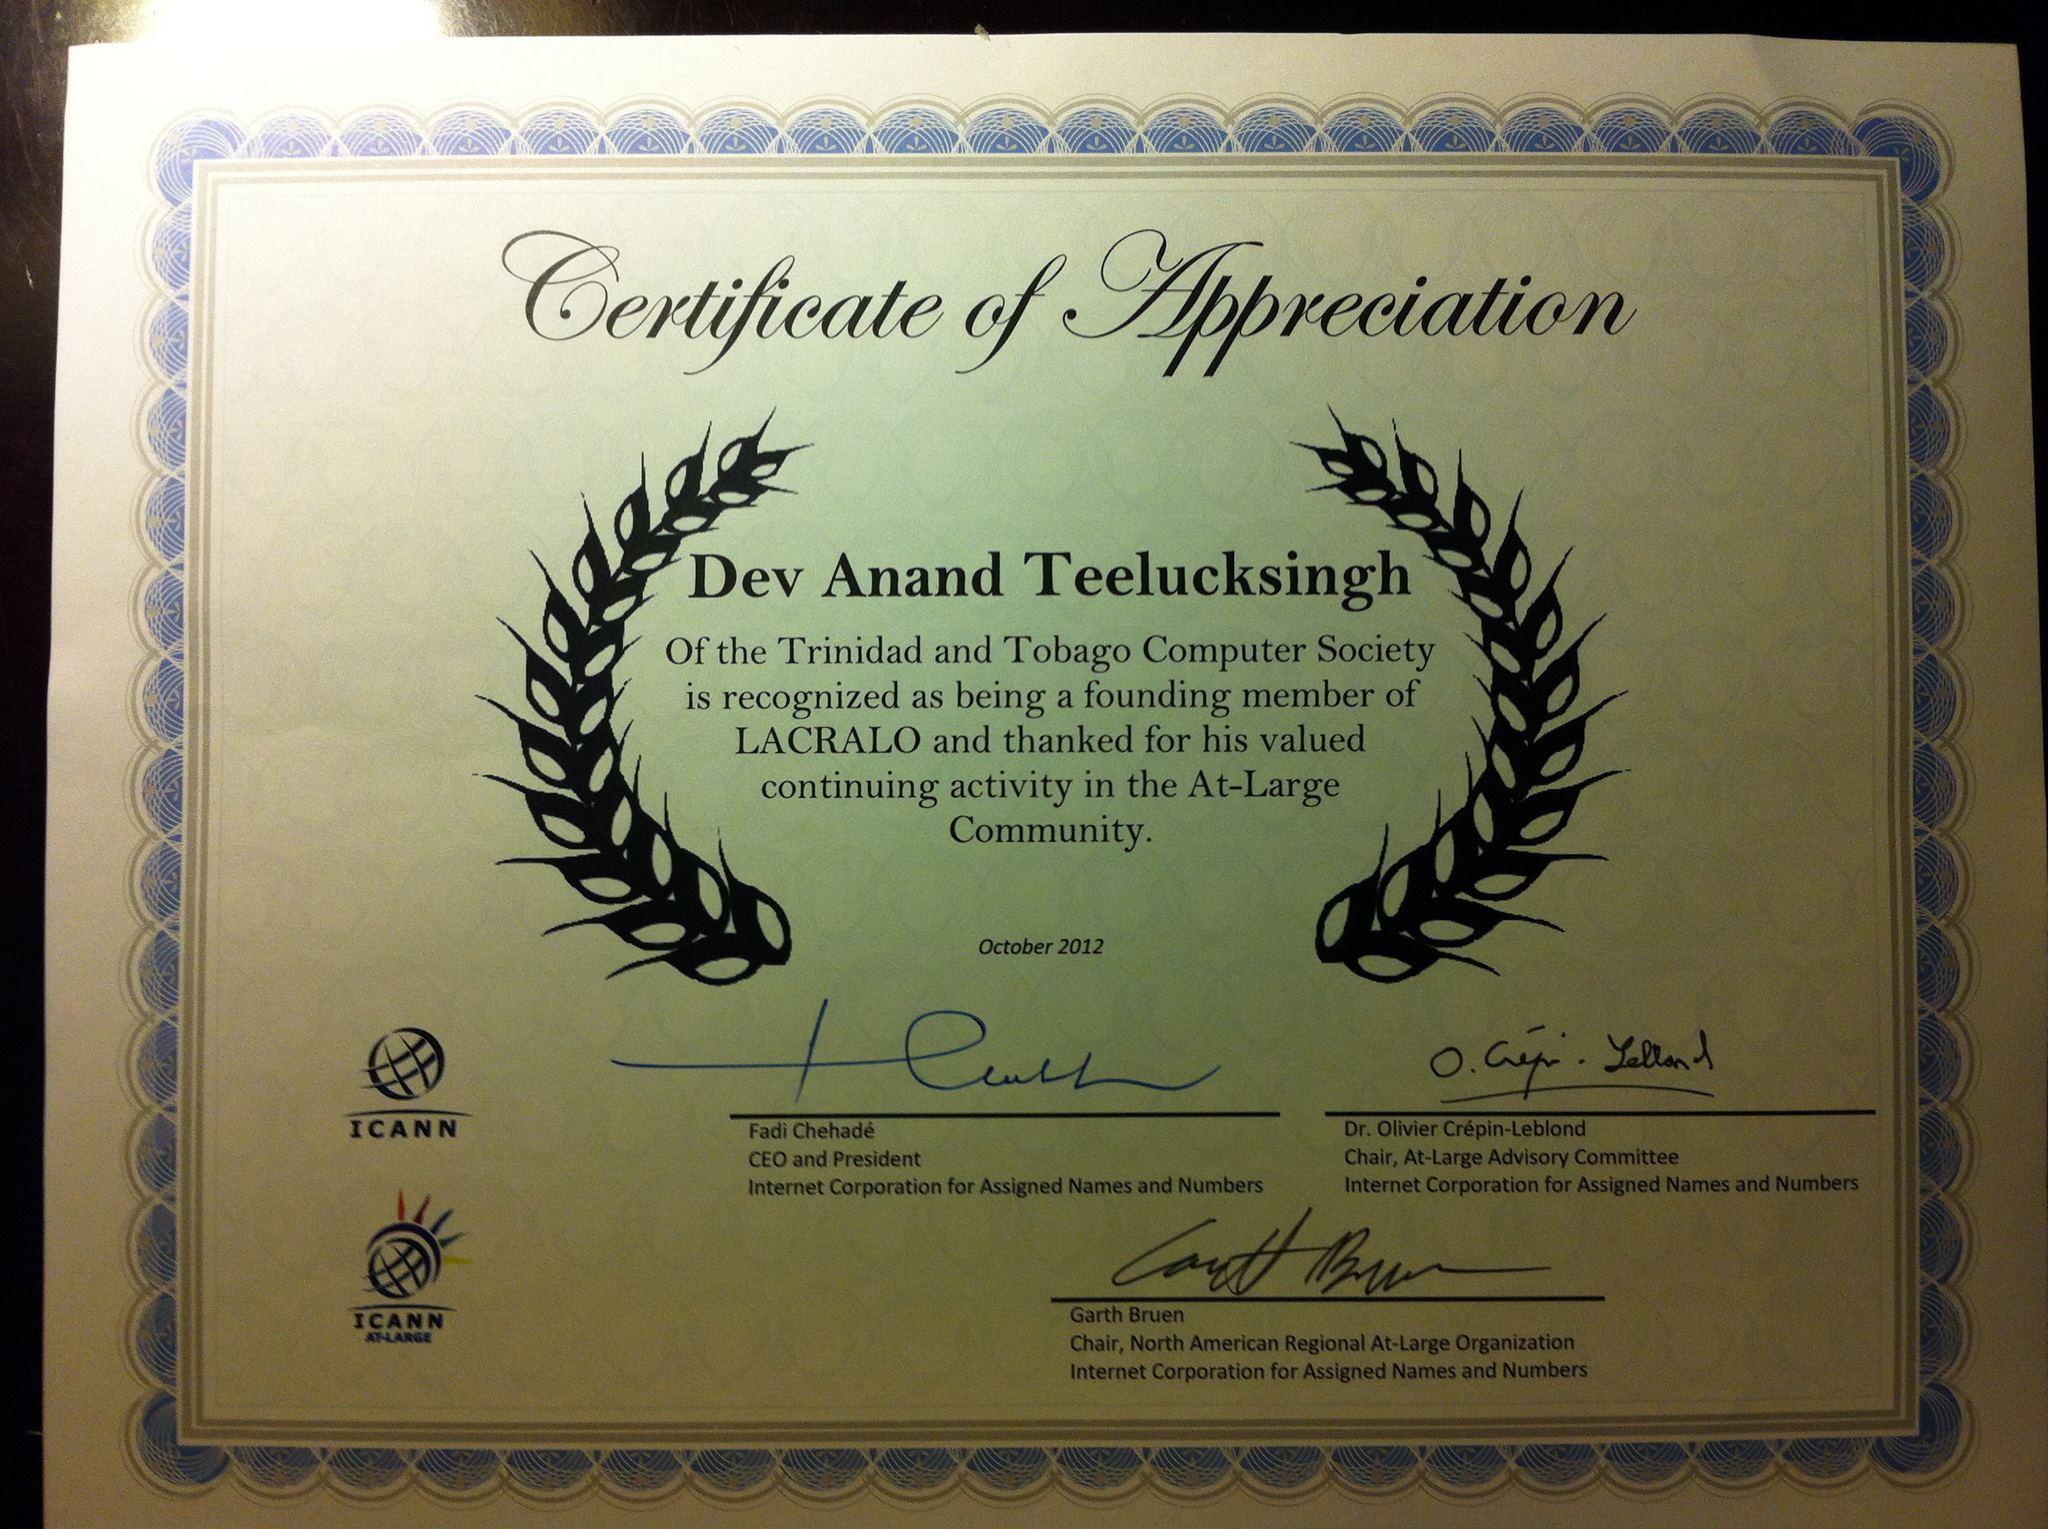 Certificate of Appreciation
Dev Anand Teelucksingh
Of the Trinidad and Tobago Computer Society
is recognized as being a founding member of
LACRALO and thanked for his valued
continuing activity in the At-Large
Community.
October 2012
O. Crépin-Leblond
ICANN
Fadi Chehadé
CEO and President
Internet Corporation for Assigned Names and Numbers
Dr. Olivier Crépin-Leblond
Chair, At-Large Advisory Committee
Internet Corporation for Assigned Names and Numbers
Garth Bruen
ICANN
AT-LARGE
Garth Bruen
Chair, North American Regional At-Large Organization
Internet Corporation for Assigned Names and Numbers